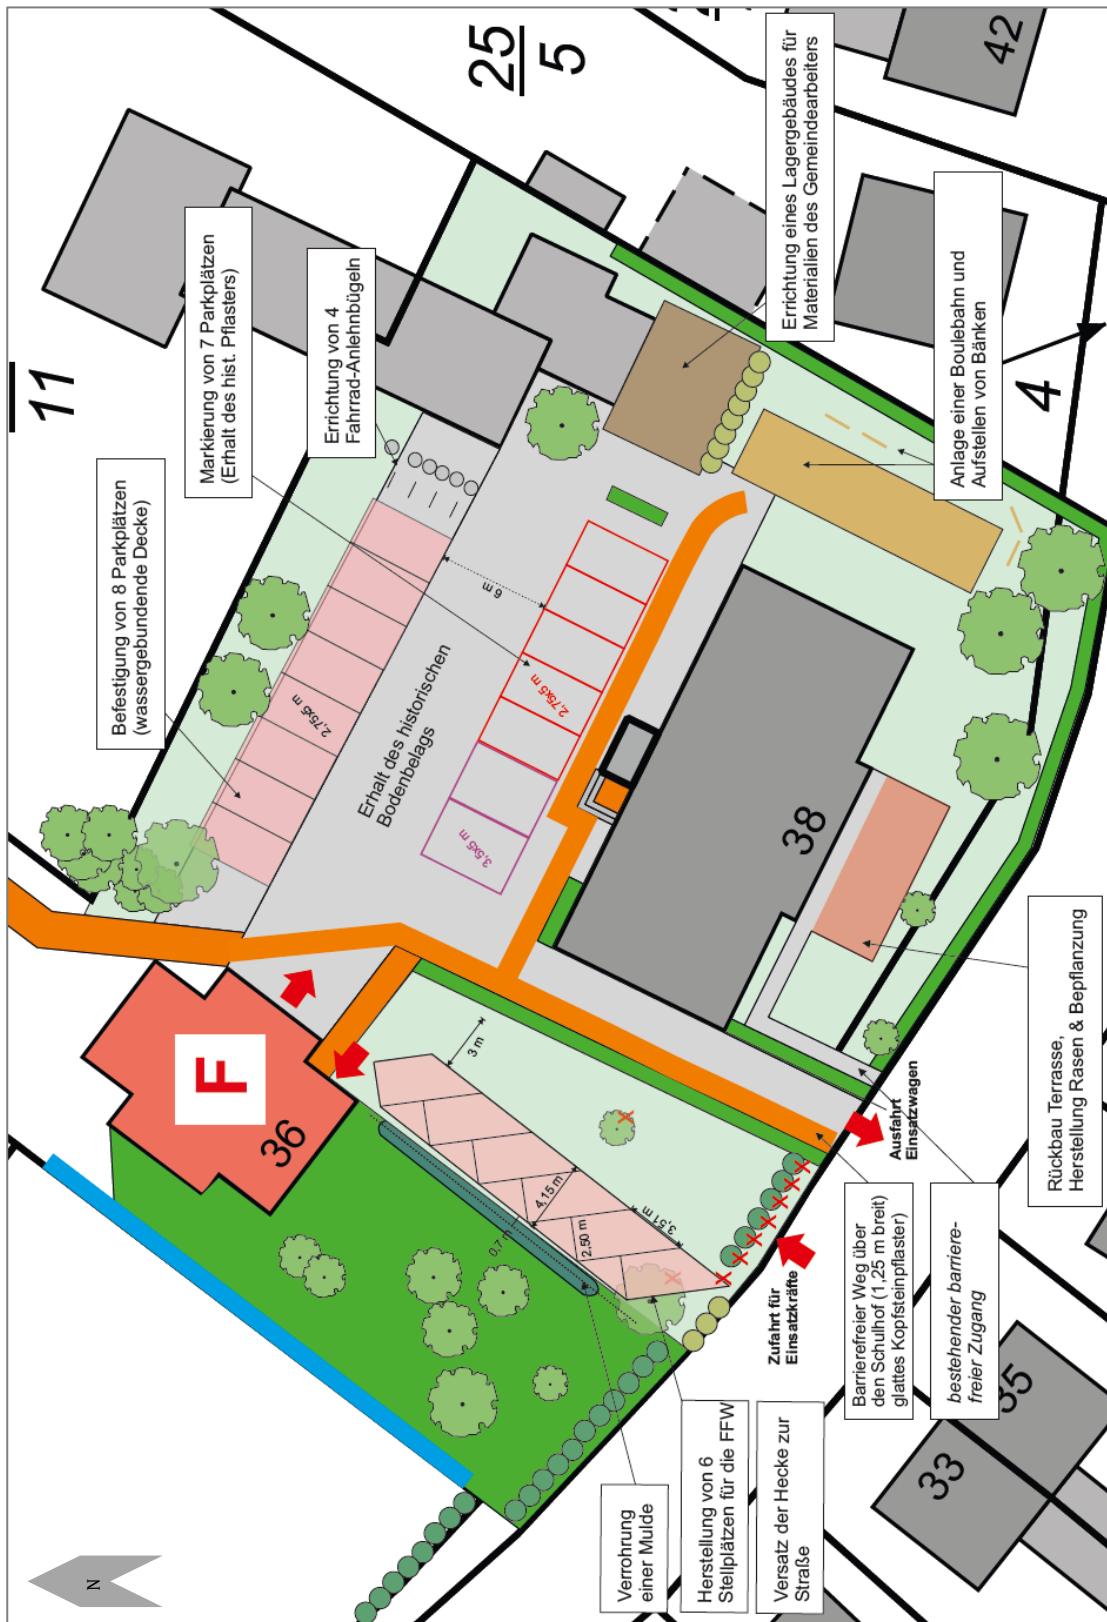 25
5
42
11
4
Errichtung eines Lagergebäudes für
Materialien des Gemeindearbeiters
Markierung von 7 Parkplätzen
(Erhalt des hist. Pflasters)
Errichtung von 4
Fahrrad-Anlehnbügeln
Befestigung von 8 Parkplätzen
(wassergebundende Decke)
Anlage einer Boulebahn und
Aufstellen von Bänken
6 m
2,75x5 m
2,75x5 m
3,5x5 m
Erhalt des historischen
Bodenbelags
38
F
36
3 m
4,15 m
0,7 m
2,50 m
3,51 m
Ausfahrt
Einsatzwagen
Zufahrt für
Einsatzkräfte
Rückbau Terrasse,
Herstellung Rasen & Bepflanzung
Barrierefreier Weg über
den Schulhof (1,25 m breit)
glattes Kopfsteinpflaster)
bestehender barriere-
freier Zugang
35
33
Verrohrung
einer Mulde
Herstellung von 6
Stellplätzen für die FFW
Versatz der Hecke zur
Straße
N